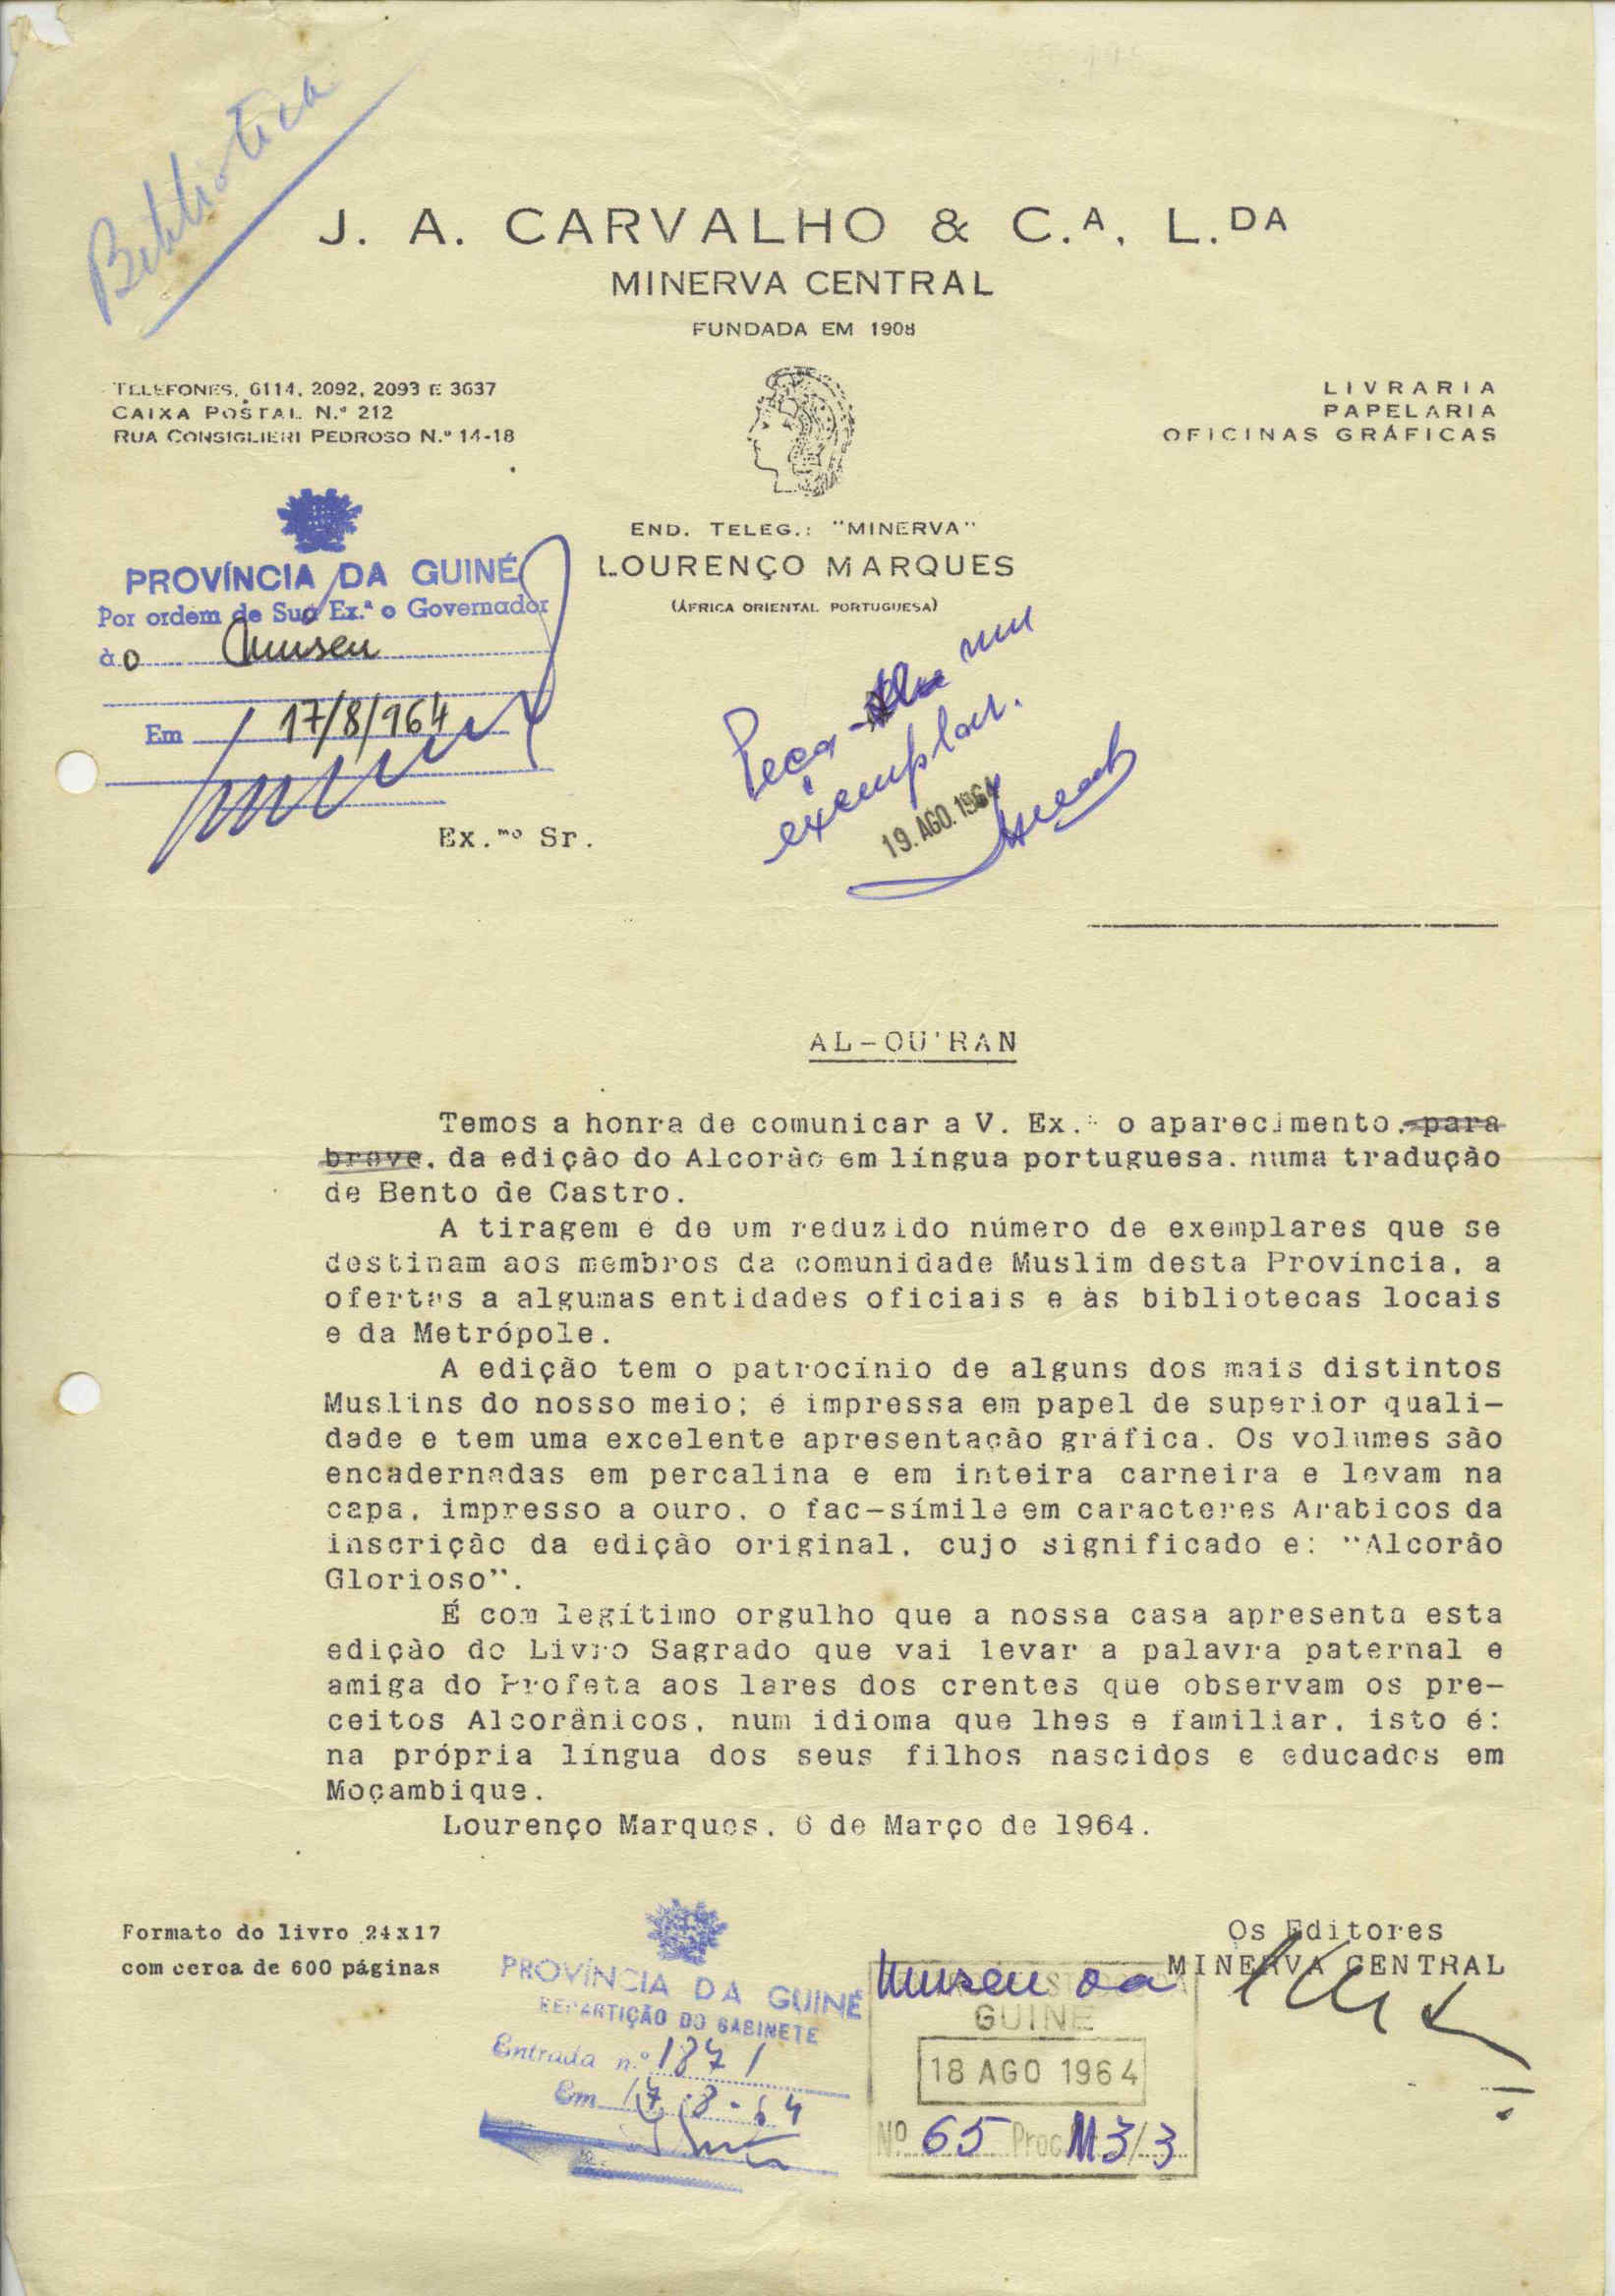 Biblioteca
J. A. CARVALHO & C.A, L.DA
MINERVA CENTRAL
FUNDADA EM 1908
TELEFONES, 6114, 2092, 2093 E 3637
CAIXA POSTAL N.º 212
RUA CONSIGLIERI PEDROSO N.º 14-18
LIVRARIA
PAPELARIA
OFICINAS GRÁFICAS
END. TELEG.: "MINERVA"
LOURENÇO MARQUES
(ÁFRICA ORIENTAL PORTUGUESA)
PROVÍNCIA DA GUINÉ
Por ordem de Sua Ex.ª o Governador
à o Museu
Em 17/8/964
Peça-se um
exemplar.
19. AGO. 1964
Ex.mo Sr.
AL-QU'RAN
Temos a honra de comunicar a V. Ex.ª o aparecimento, para
breve, da edição do Alcorão em língua portuguesa, numa tradução
de Bento de Castro.
A tiragem é de um reduzido número de exemplares que se
destinam aos membros da comunidade Muslim desta Província, a
ofertas a algumas entidades oficiais e às bibliotecas locais
e da Metrópole.
A edição tem o patrocínio de alguns dos mais distintos
Muslins do nosso meio; é impressa em papel de superior quali-
dade e tem uma excelente apresentação gráfica. Os volumes são
encadernadas em percalina e em inteira carneira e levam na
capa, impresso a ouro, o fac-símile em caracteres Arabicos da
inscrição da edição original, cujo significado e: "Alcorão
Glorioso".
É com legítimo orgulho que a nossa casa apresenta esta
edição do Livro Sagrado que vai levar a palavra paternal e
amiga do Profeta aos lares dos crentes que observam os pre-
ceitos Alcorânicos, num idioma que lhes e familiar, isto é:
na própria língua dos seus filhos nascidos e educados em
Moçambique.
Lourenço Marques, 6 de Março de 1964.
Formato do livro 24x17
com cerca de 600 páginas
Os Editores
MINERVA CENTRAL
PROVÍNCIA DA GUINÉ
REPARTIÇÃO DO GABINETE
Entrada n.º 1871
Em 17.8.64
Museu da
GUINÉ
18 AGO 1964
Nº 65 Proc M3/3